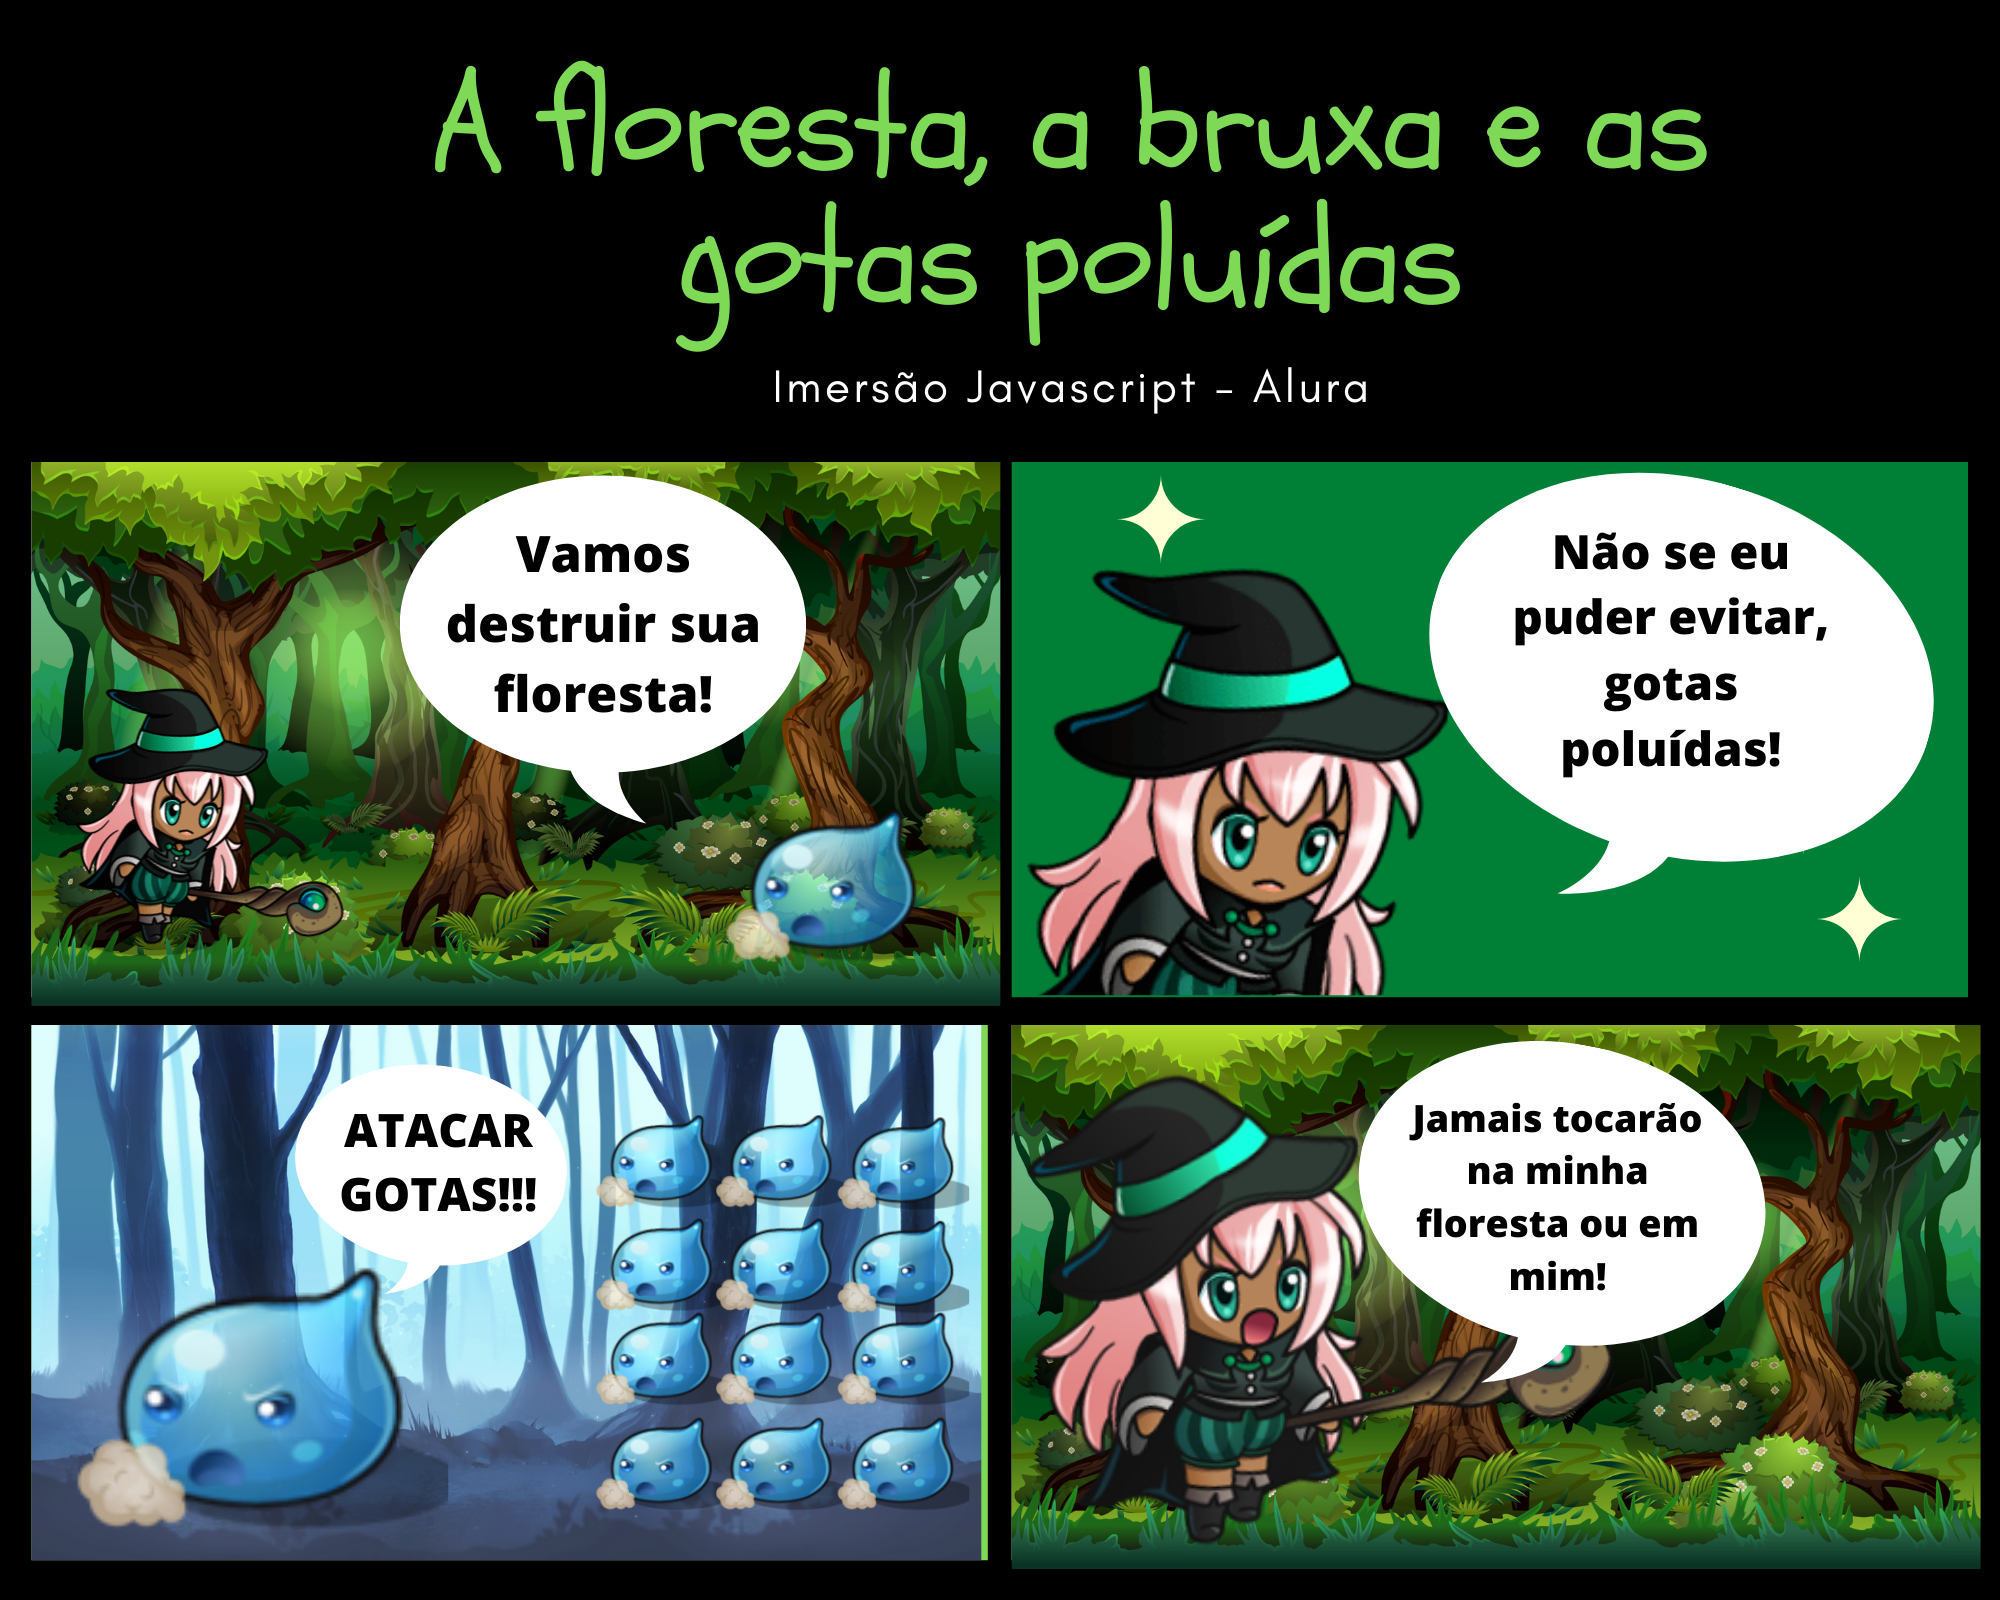 A floresta, a bruxa e as
gotas poluídas
Imersão Javascript - Alura
Vamos
destruir sua
floresta!
Não se eu
puder evitar,
gotas
poluídas!
ATACAR
GOTAS!!!
Jamais tocarão
na minha
floresta ou em
mim!